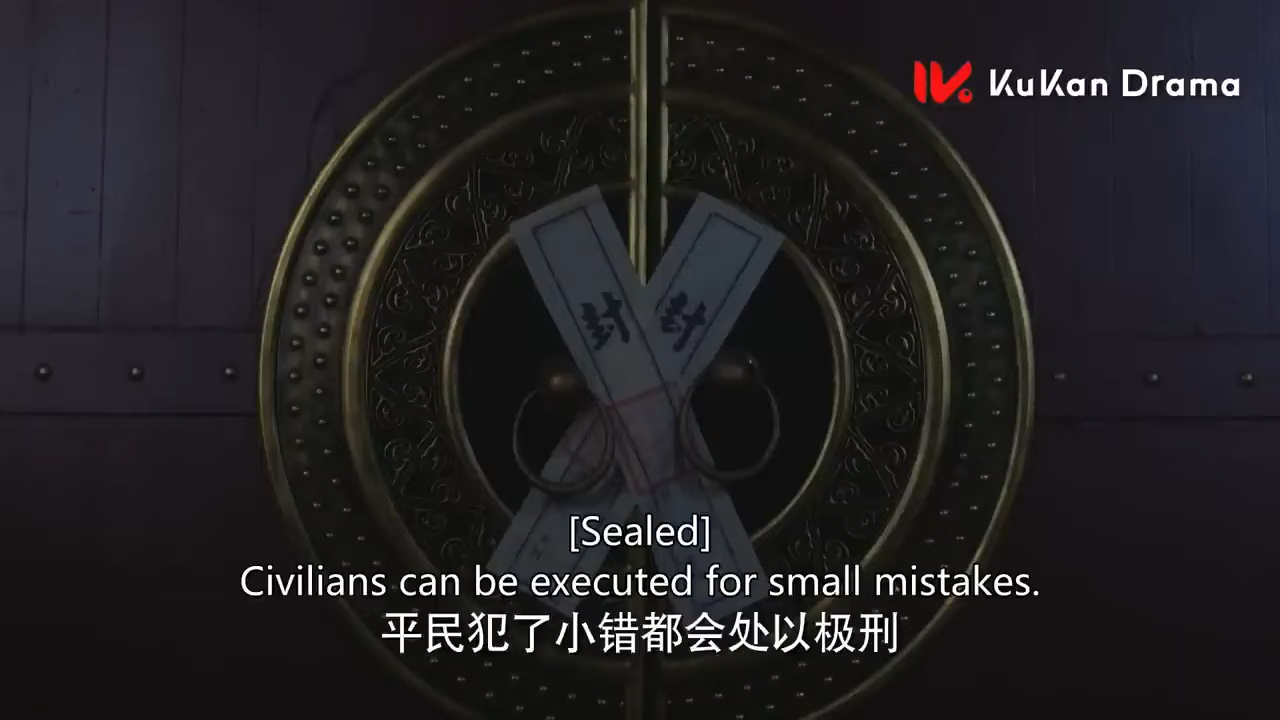 KuKan Drama
封 封
[Sealed]
Civilians can be executed for small mistakes.
平民犯了小错都会处以极刑